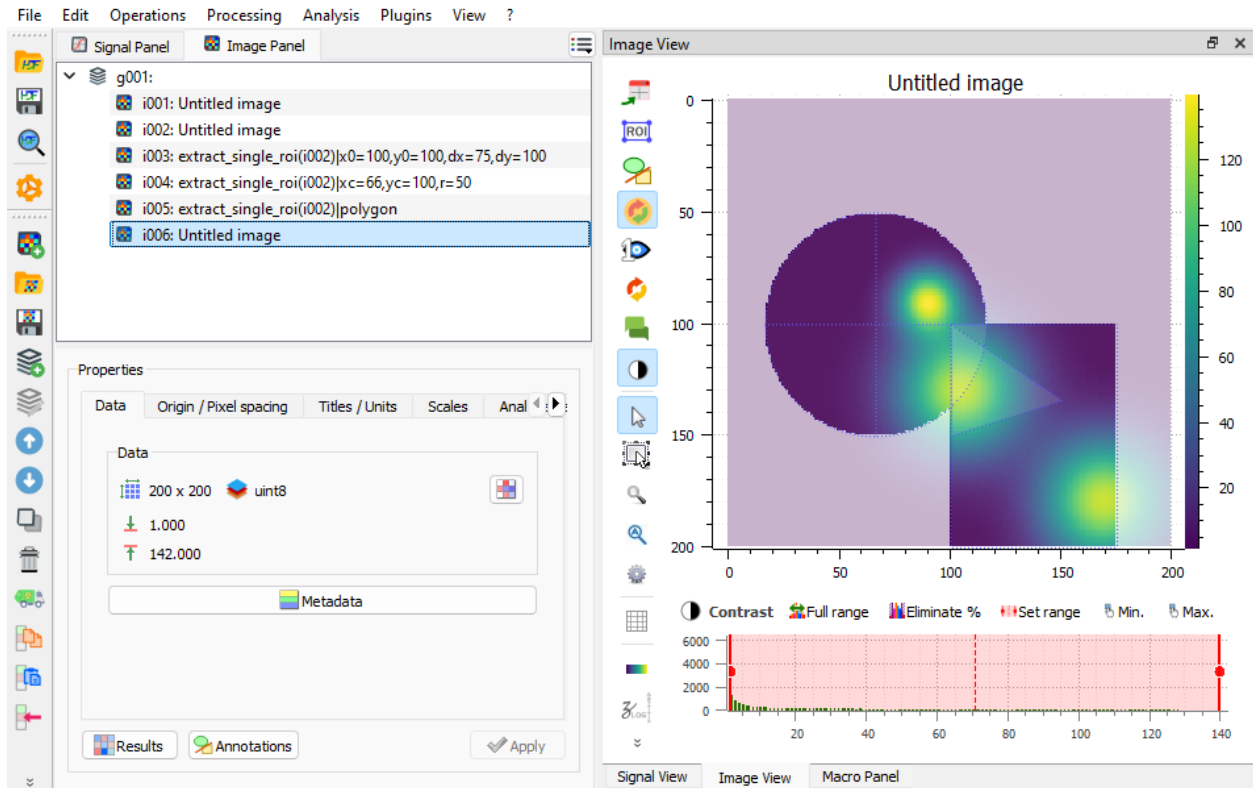 File Edit Operations Processing Analysis Plugins View ?
Signal Panel Image Panel
g001:
i001: Untitled image
i002: Untitled image
i003: extract_single_roi(i002)|x0=100,y0=100,dx=75,dy=100
i004: extract_single_roi(i002)|xc=66,yc=100,r=50
i005: extract_single_roi(i002)|polygon
i006: Untitled image
Properties
Data Origin / Pixel spacing Titles / Units Scales Anal
Data
200 x 200 uint8
1.000
142.000
Metadata
Results Annotations Apply
Image View
ROI
Untitled image
0
50
100
150
200
0 50 100 150 200
120
100
80
60
40
20
Contrast Full range Eliminate % Set range Min. Max.
6000
4000
2000
0
20 40 60 80 100 120 140
Signal View Image View Macro Panel